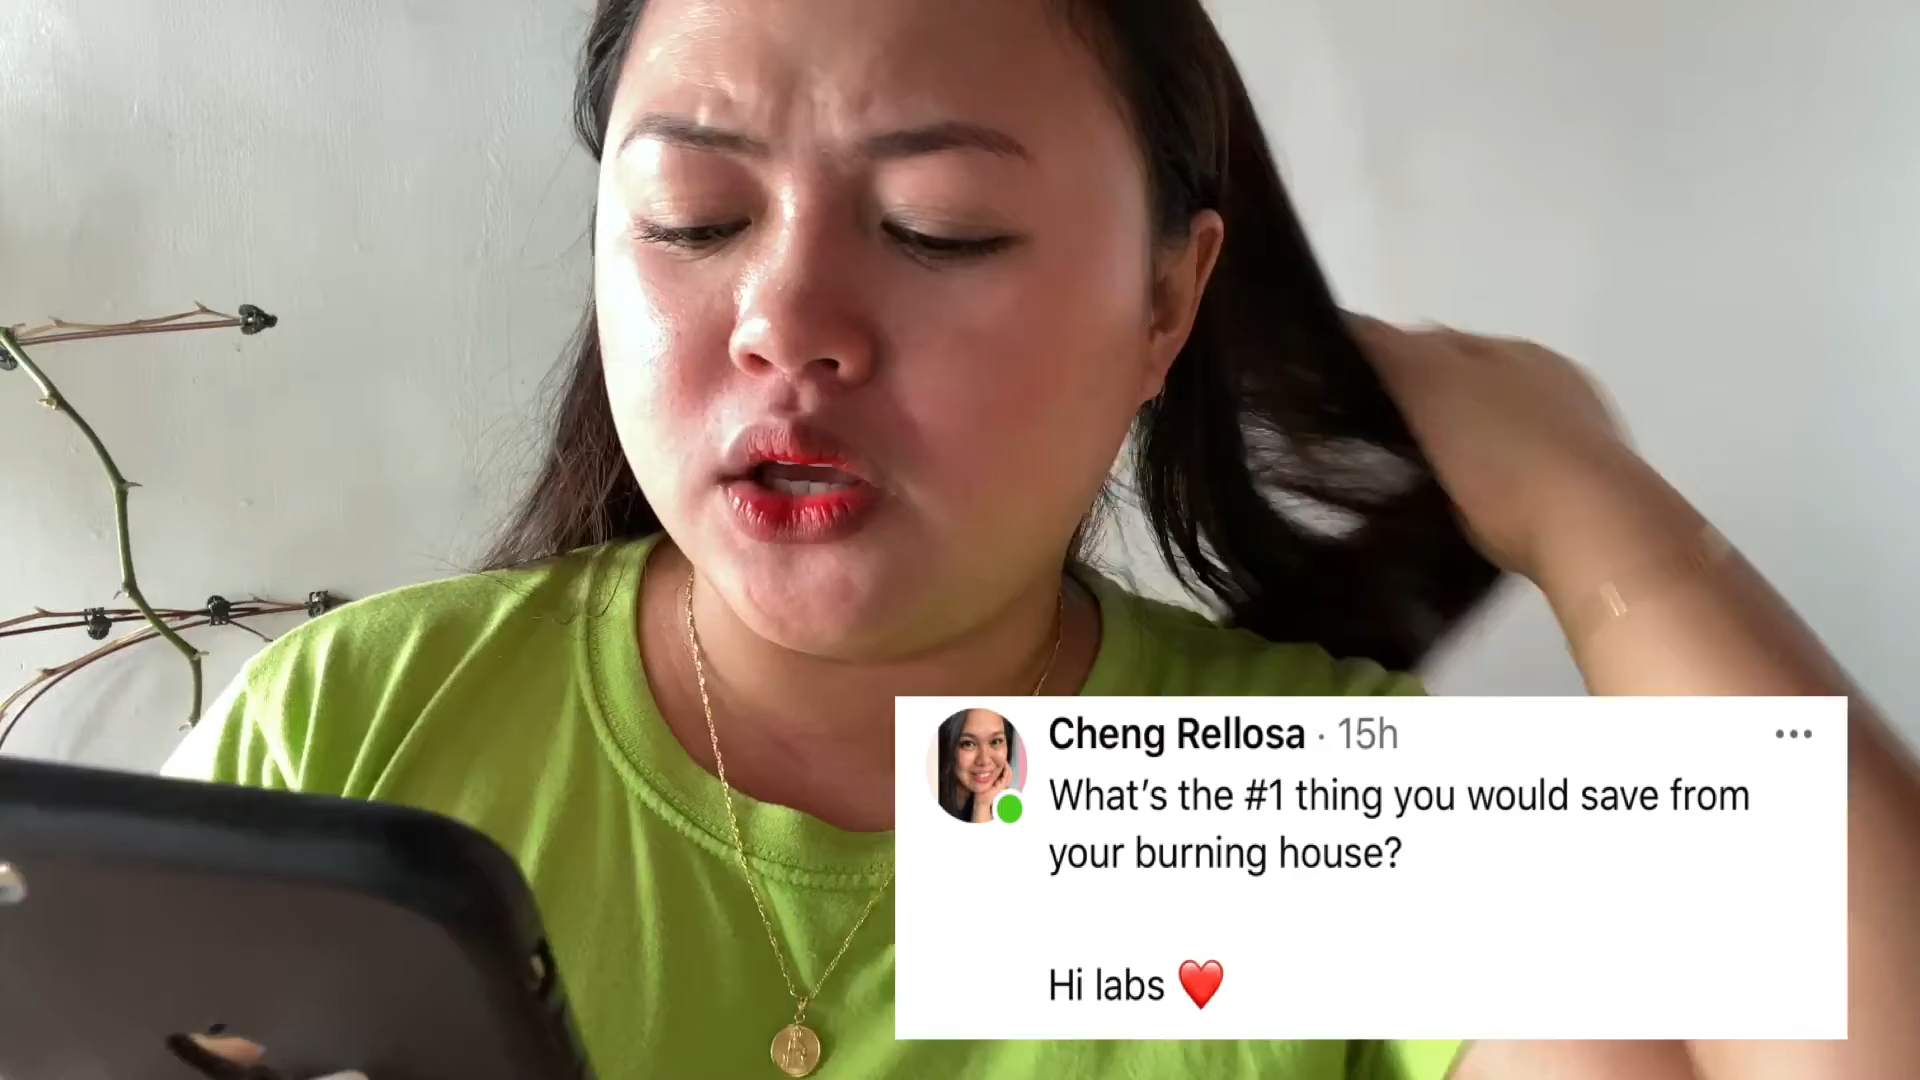 Cheng Rellosa · 15h
What's the #1 thing you would save from
your burning house?
Hi labs ❤️